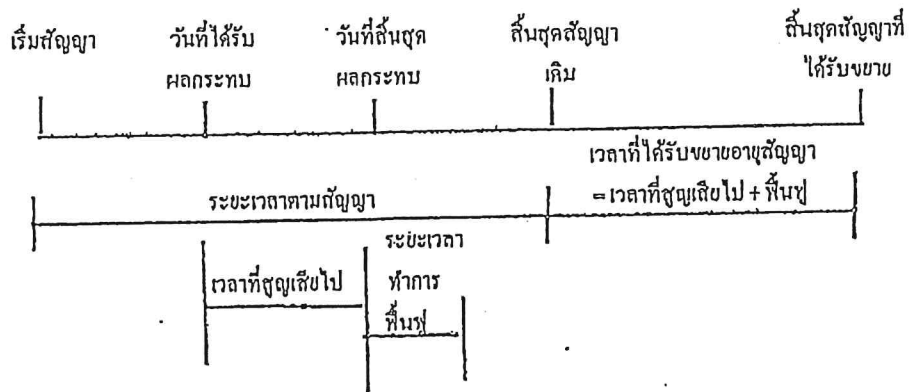 เริ่มสัญญา
วันที่ได้รับ
ผลกระทบ
วันที่สิ้นสุด
ผลกระทบ
สิ้นสุดสัญญา
เดิม
สิ้นสุดสัญญาที่
ได้รับขยาย
ระยะเวลาตามสัญญา
เวลาที่ได้รับขยายอายุสัญญา
=เวลาที่สูญเสียไป + ฟื้นฟู
เวลาที่สูญเสียไป
ระยะเวลา
ทำการ
ฟื้นฟู